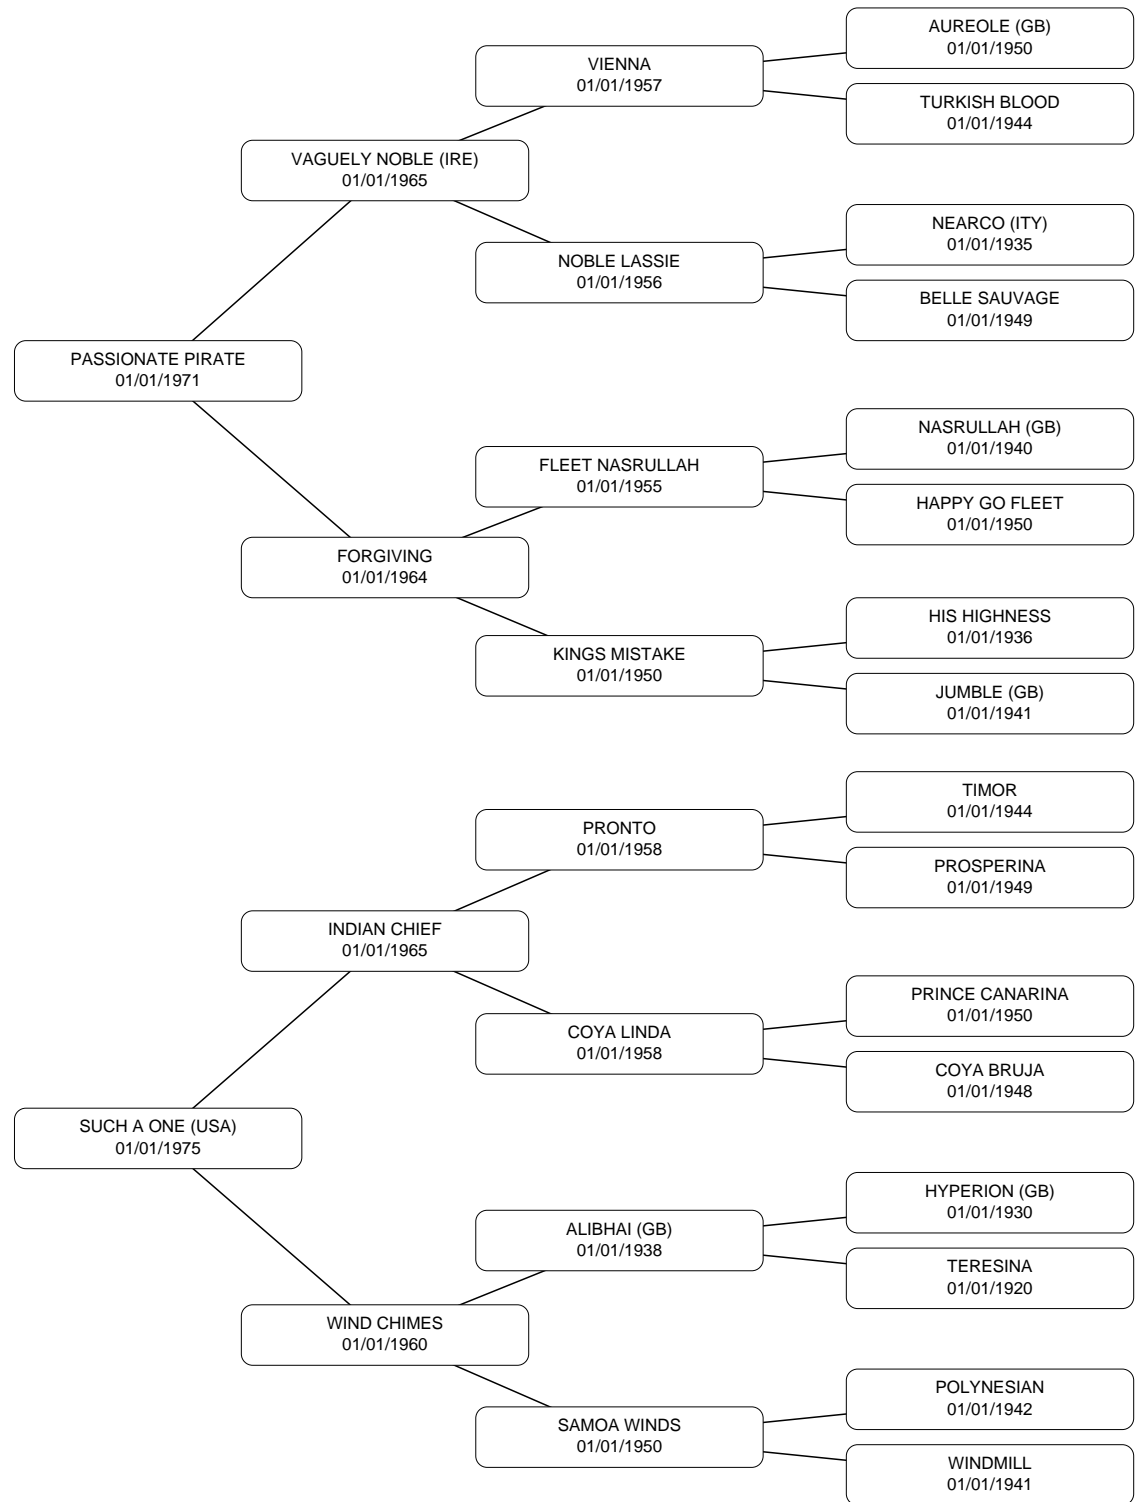 AUREOLE (GB)
01/01/1950
VIENNA
01/01/1957
TURKISH BLOOD
01/01/1944
VAGUELY NOBLE (IRE)
01/01/1965
NEARCO (ITY)
01/01/1935
NOBLE LASSIE
01/01/1956
BELLE SAUVAGE
01/01/1949
PASSIONATE PIRATE
01/01/1971
NASRULLAH (GB)
01/01/1940
FLEET NASRULLAH
01/01/1955
HAPPY GO FLEET
01/01/1950
FORGIVING
01/01/1964
HIS HIGHNESS
01/01/1936
KINGS MISTAKE
01/01/1950
JUMBLE (GB)
01/01/1941
TIMOR
01/01/1944
PRONTO
01/01/1958
PROSPERINA
01/01/1949
INDIAN CHIEF
01/01/1965
PRINCE CANARINA
01/01/1950
COYA LINDA
01/01/1958
COYA BRUJA
01/01/1948
SUCH A ONE (USA)
01/01/1975
HYPERION (GB)
01/01/1930
ALIBHAI (GB)
01/01/1938
TERESINA
01/01/1920
WIND CHIMES
01/01/1960
POLYNESIAN
01/01/1942
SAMOA WINDS
01/01/1950
WINDMILL
01/01/1941